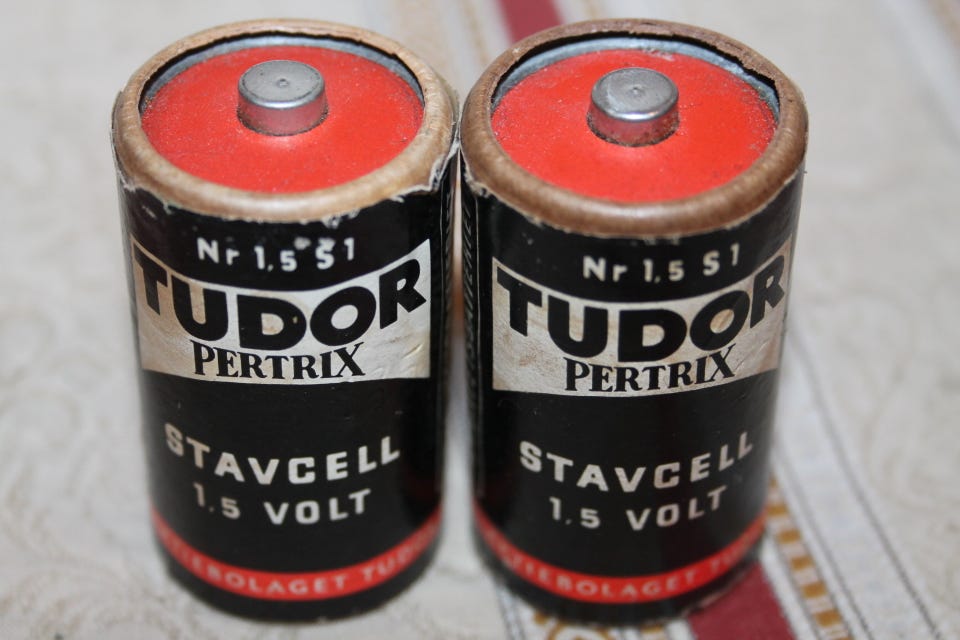 Nr 1,5 S1
TUDOR
PERTRIX
STAVCELL
1,5 VOLT
Nr 1,5 S1
TUDOR
PERTRIX
STAVCELL
1,5 VOLT